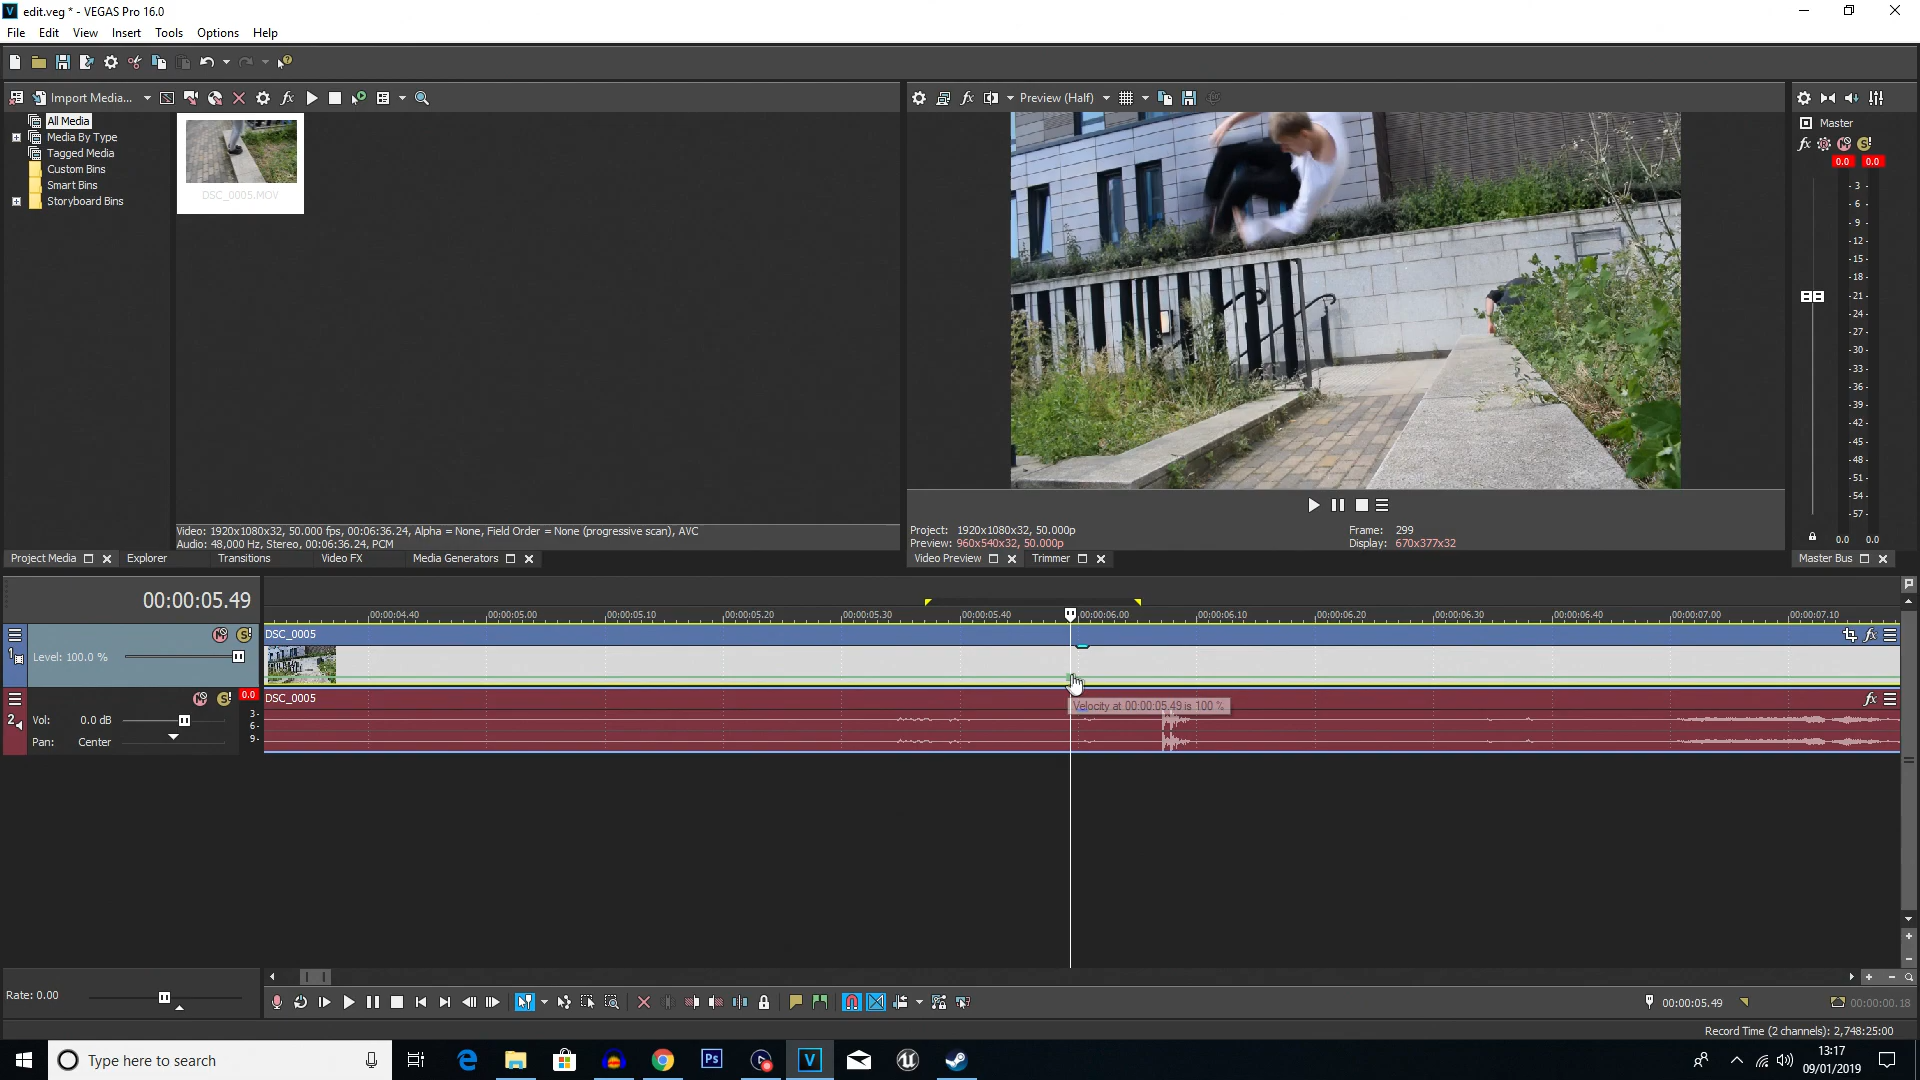 edit.veg * - VEGAS Pro 16.0
File Edit View Insert Tools Options Help
Import Media...
Preview (Half)
All Media
Media By Type
Tagged Media
Custom Bins
Smart Bins
Storyboard Bins
DSC_0005.MOV
Master
0.0 0.0
3 -
- 6 -
- 9 -
- 12 -
- 15 -
- 18 -
- 21 -
- 24 -
- 27 -
- 30 -
- 33 -
- 36 -
- 39 -
- 42 -
- 45 -
- 48 -
- 51 -
- 54 -
- 57 -
0.0 0.0
Video: 1920x1080x32, 50.000 fps, 00:06:36.24, Alpha = None, Field Order = None (progressive scan), AVC
Audio: 48,000 Hz, Stereo, 00:06:36.24, PCM
Project: 1920x1080x32, 50.000p
Preview: 960x540x32, 50.000p
Frame: 299
Display: 670x377x32
Project Media Explorer Transitions Video FX Media Generators
Video Preview Trimmer
Master Bus
00:00:05.49
00:00:04.40 00:00:05.00 00:00:05.10 00:00:05.20 00:00:05.30 00:00:05.40 00:00:06.00 00:00:06.10 00:00:06.20 00:00:06.30 00:00:06.40 00:00:07.00 00:00:07.10
DSC_0005
1
Level: 100.0 %
DSC_0005
0.0
2
Vol: 0.0 dB
Pan: Center
3-
6-
9-
Velocity at 00:00:05.49 is 100 %
Rate: 0.00
00:00:05.49
00:00:00.18
Record Time (2 channels): 2,748:25:00
Type here to search
Ps
V
13:17
09/01/2019